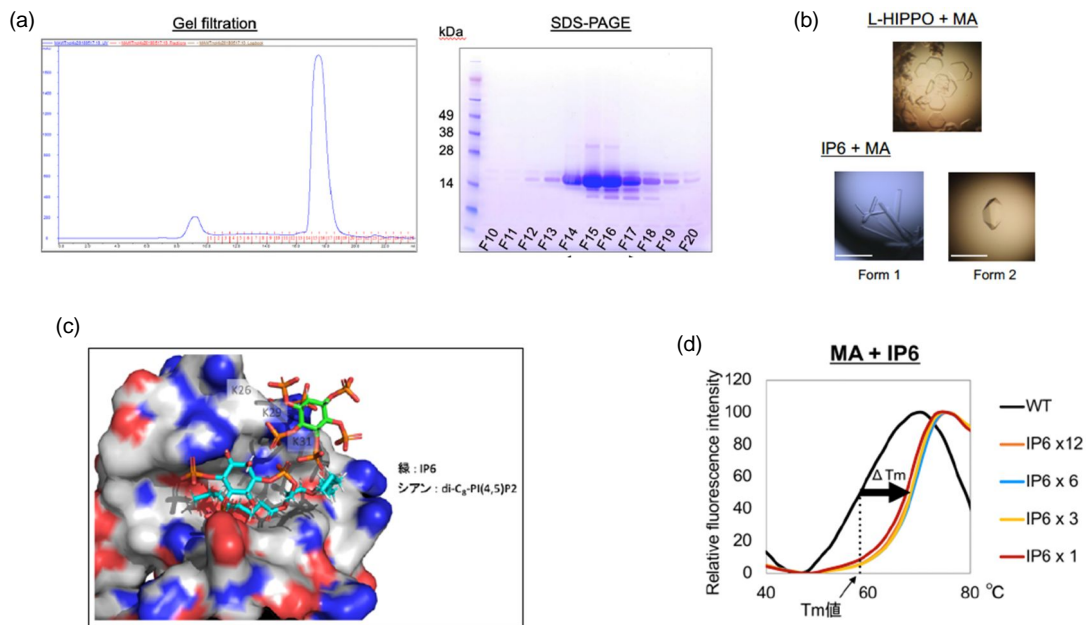 (a)
Gel filtration
SDS-PAGE
kDa
49
38
28
14
F10
F11
F12
F13
F14
F15
F16
F17
F18
F19
F20
(b)
L-HIPPO + MA
IP6 + MA
Form 1
Form 2
(c)
K26
K29
K31
緑 : IP6
シアン : di-C₈-PI(4,5)P2
(d)
MA + IP6
Relative fluorescence intensity
120
100
80
60
40
20
0
Δ Tm
40
60
80
℃
Tm値
WT
IP6 x12
IP6 x 6
IP6 x 3
IP6 x 1